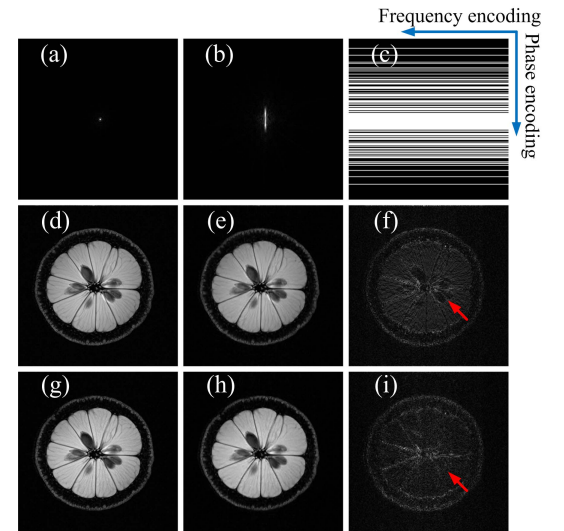 Frequency encoding
Phase encoding
(a)
(b)
(c)
(d)
(e)
(f)
(g)
(h)
(i)